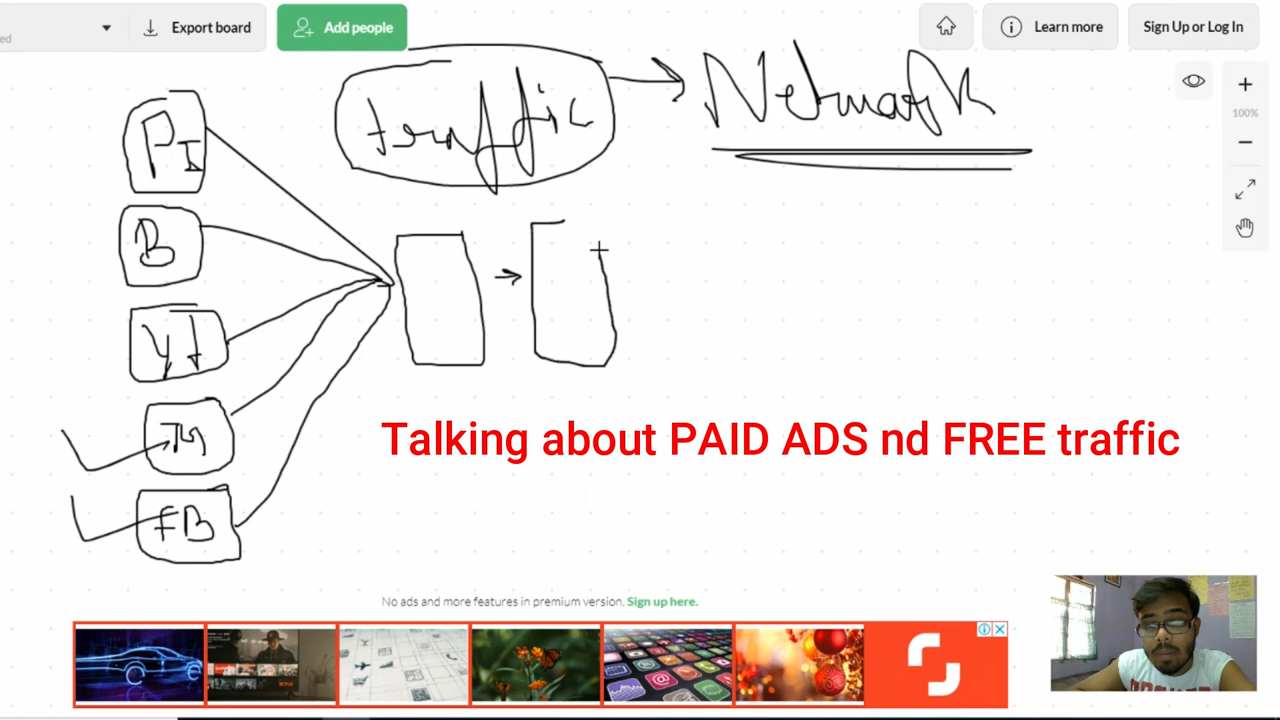 ed
Export board
Add people
Learn more
Sign Up or Log In
100%
traffic
Network
PI
B
YT
FB
Talking about PAID ADS nd FREE traffic
No ads and more features in premium version. Sign up here.